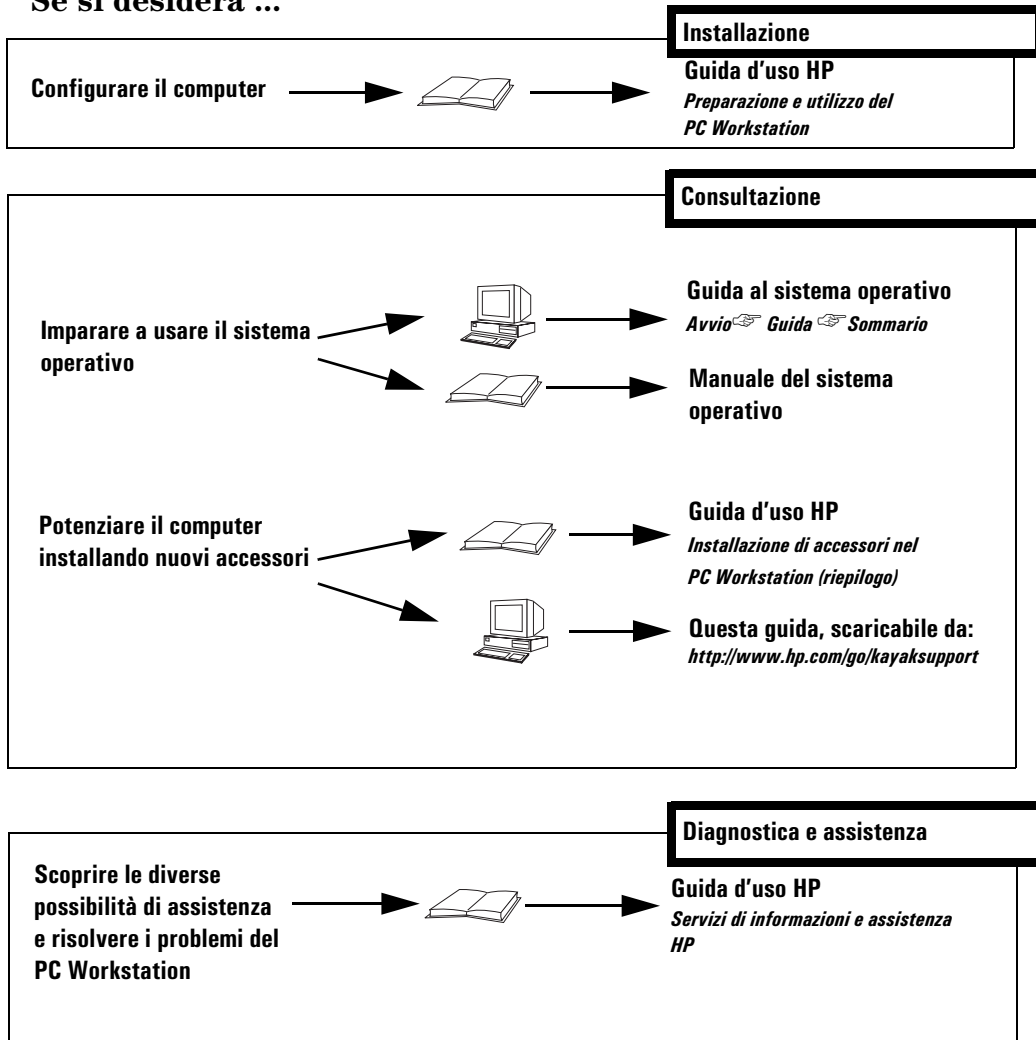 Se si desidera ...
Installazione
Configurare il computer
Guida d'uso HP
Preparazione e utilizzo del
PC Workstation
Consultazione
Imparare a usare il sistema
operativo
Guida al sistema operativo
Avvio☞ Guida ☞ Sommario
Manuale del sistema
operativo
Potenziare il computer
installando nuovi accessori
Guida d'uso HP
Installazione di accessori nel
PC Workstation (riepilogo)
Questa guida, scaricabile da:
http://www.hp.com/go/kayaksupport
Diagnostica e assistenza
Scoprire le diverse
possibilità di assistenza
e risolvere i problemi del
PC Workstation
Guida d'uso HP
Servizi di informazioni e assistenza
HP